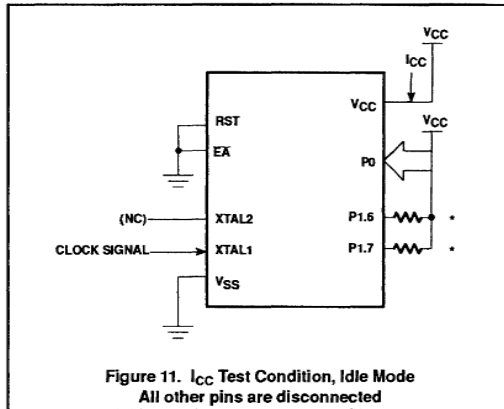 VCC
ICC
VCC
VCC
RST
EA
P0
(NC)
XTAL2
P1.6
*
CLOCK SIGNAL
XTAL1
P1.7
*
VSS
Figure 11. ICC Test Condition, Idle Mode
All other pins are disconnected